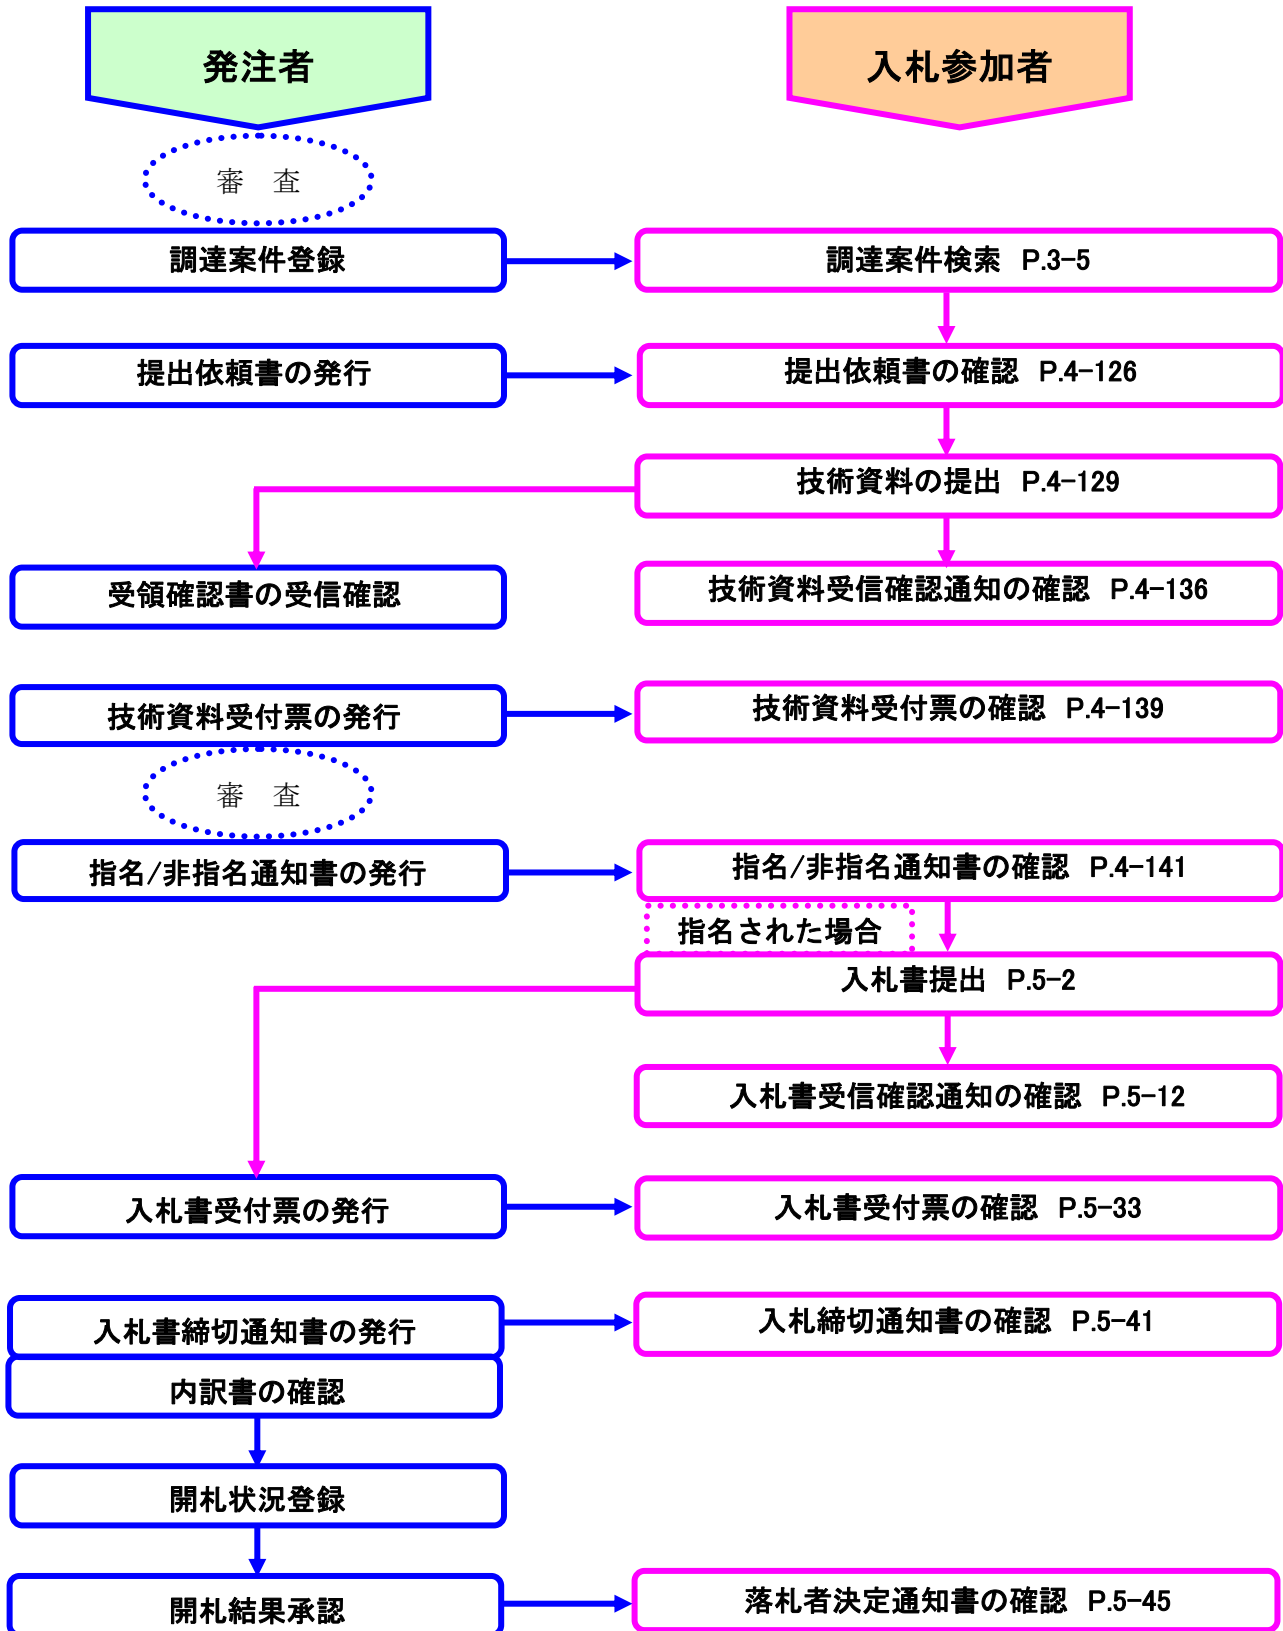 発注者
入札参加者
審　査
調達案件登録
調達案件検索　P.3-5
提出依頼書の発行
提出依頼書の確認　P.4-126
技術資料の提出　P.4-129
受領確認書の受信確認
技術資料受信確認通知の確認　P.4-136
技術資料受付票の発行
技術資料受付票の確認　P.4-139
審　査
指名/非指名通知書の発行
指名/非指名通知書の確認　P.4-141
指名された場合
入札書提出　P.5-2
入札書受信確認通知の確認　P.5-12
入札書受付票の発行
入札書受付票の確認　P.5-33
入札書締切通知書の発行
入札締切通知書の確認　P.5-41
内訳書の確認
開札状況登録
開札結果承認
落札者決定通知書の確認　P.5-45